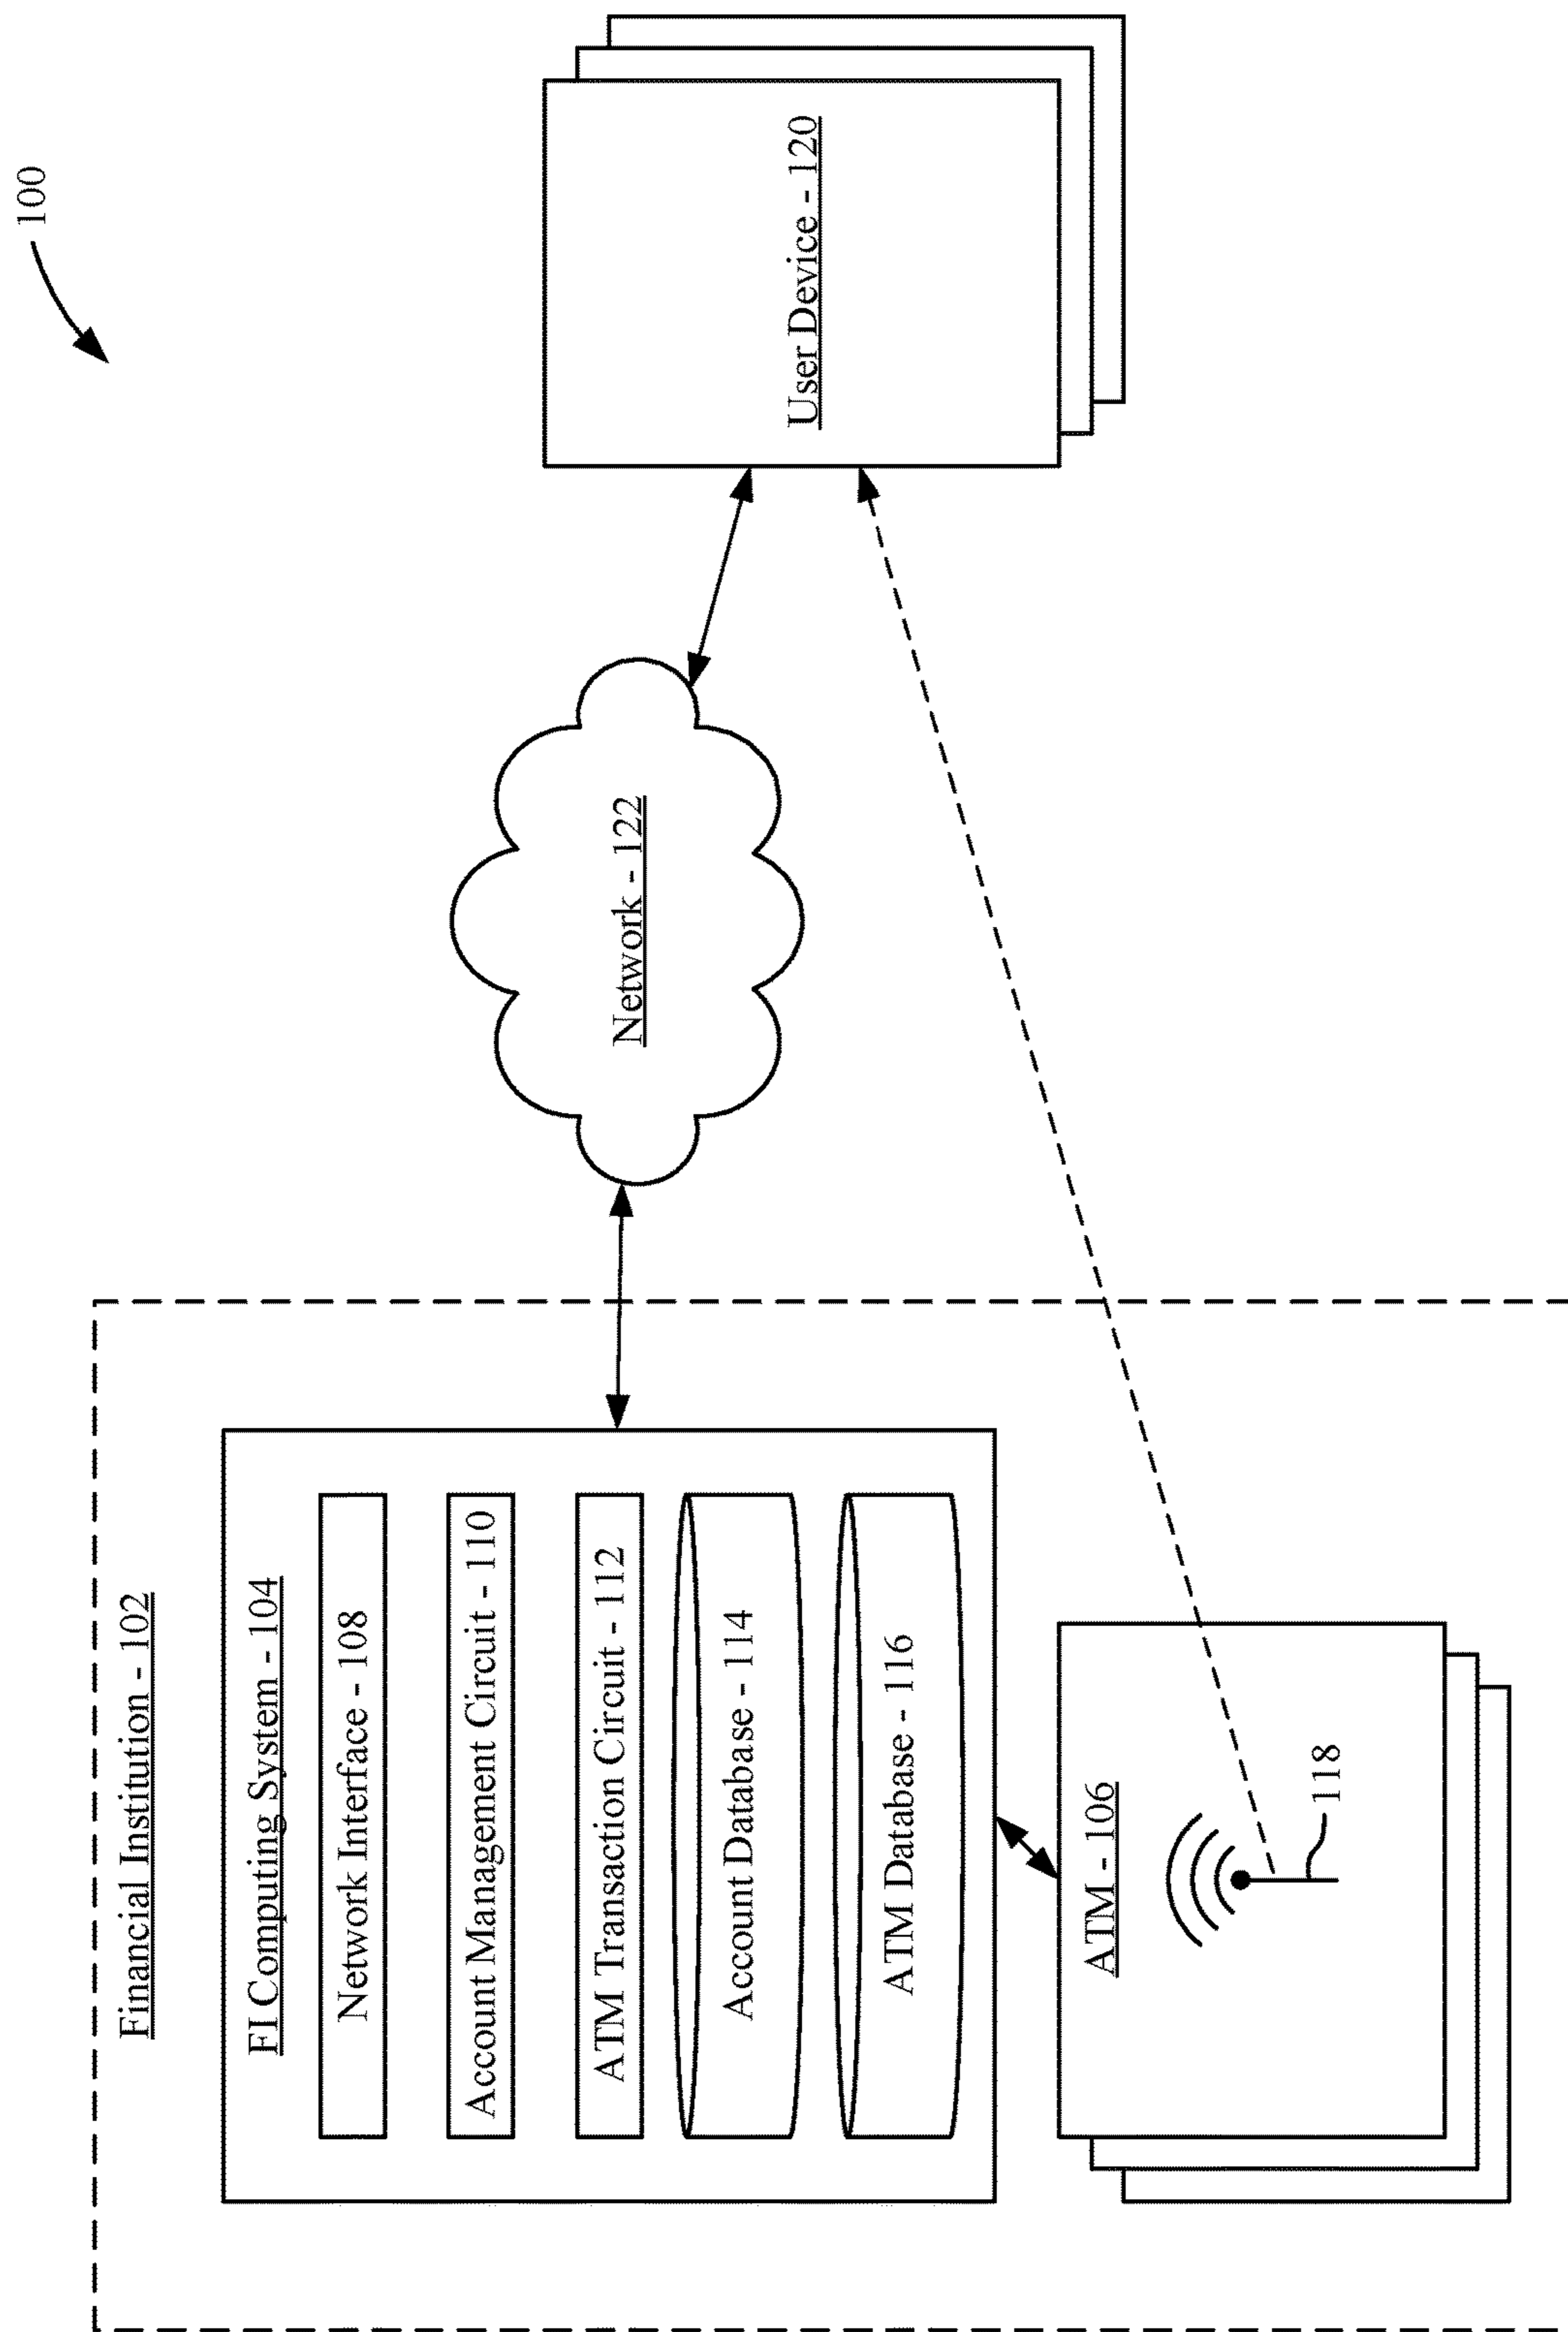 100
Financial Institution - 102
FI Computing System - 104
Network Interface - 108
Account Management Circuit - 110
ATM Transaction Circuit - 112
Account Database - 114
ATM Database - 116
ATM - 106
118
Network - 122
User Device - 120